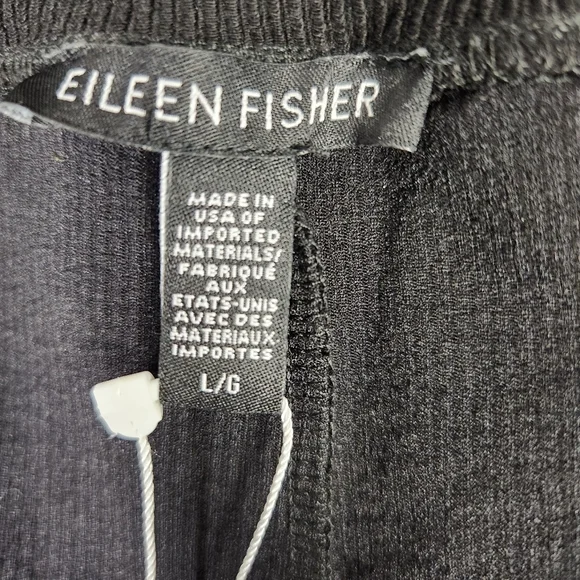 EILEEN FISHER
MADE IN
USA OF
IMPORTED
MATERIALS/
FABRIQUÉ
AUX
ETATS-UNIS
AVEC DES
MATERIAUX
IMPORTES
L/G